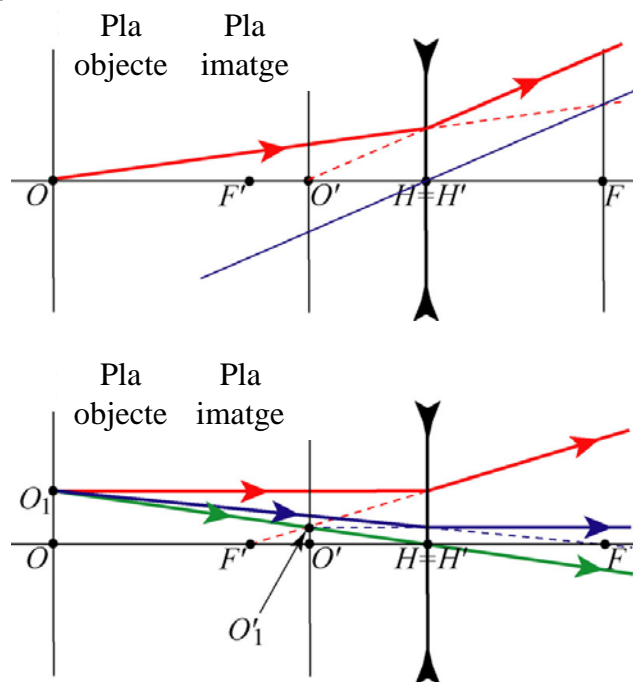 Pla Pla
objecte imatge
O F' O' H=H' F
Pla Pla
objecte imatge
O₁
O F' O' H=H' F
O'₁